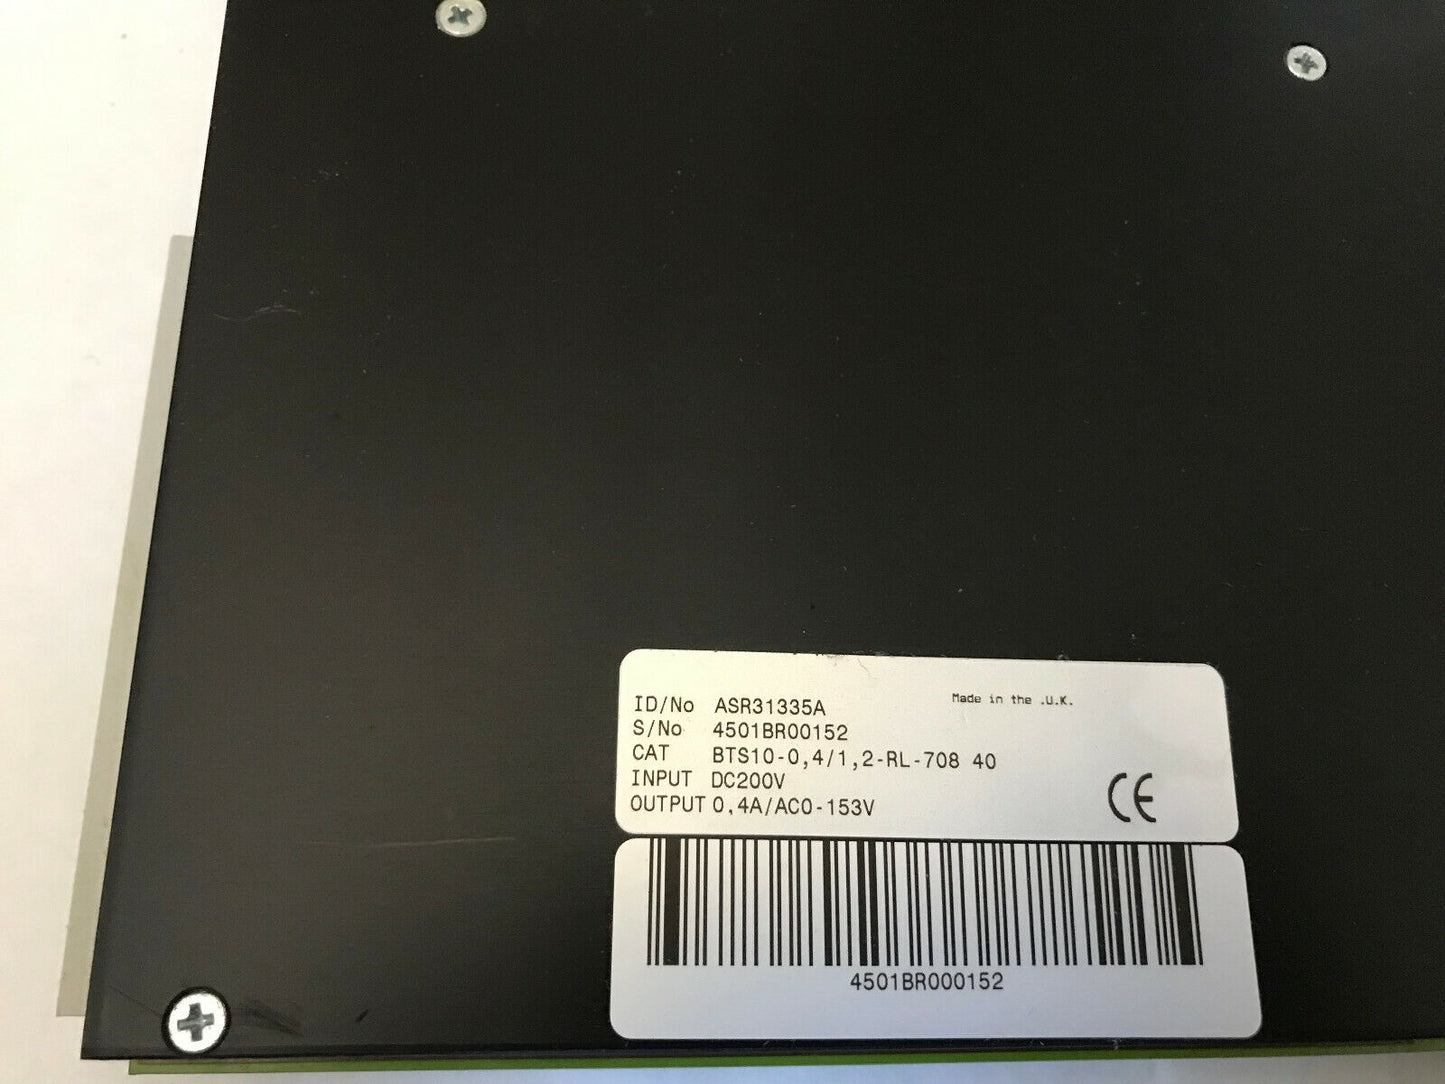 ID/No ASR31335A Made in the .U.K.
S/No 4501BR00152
CAT BTS10-0,4/1,2-RL-708 40
INPUT DC200V
OUTPUT 0,4A/AC0-153V
CE
4501BR000152